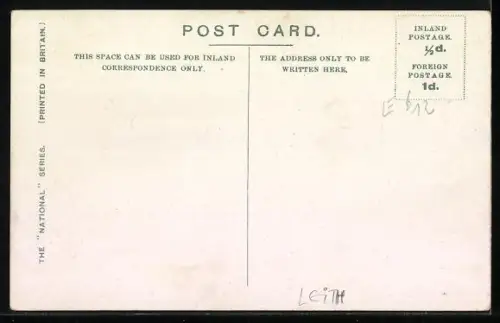 POST CARD.
THIS SPACE CAN BE USED FOR INLAND
CORRESPONDENCE ONLY.
THE ADDRESS ONLY TO BE
WRITTEN HERE.
INLAND
POSTAGE
½d.
FOREIGN
POSTAGE
1d.
THE "NATIONAL" SERIES. (PRINTED IN BRITAIN.)
LEITH